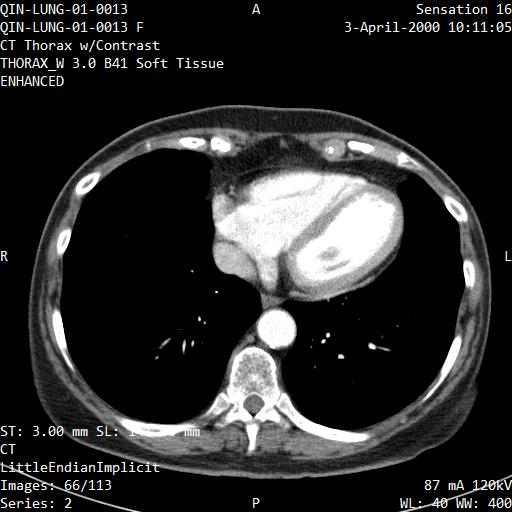 QIN-LUNG-01-0013
A
Sensation 16
QIN-LUNG-01-0013 F
3-April-2000 10:11:05
CT Thorax w/Contrast
THORAX_W 3.0 B41 Soft Tissue
ENHANCED
R
L
ST: 3.00 mm SL: mm
CT
LittleEndianImplicit
Images: 66/113
87 mA 120kV
Series: 2
P
WL: 40 WW: 400